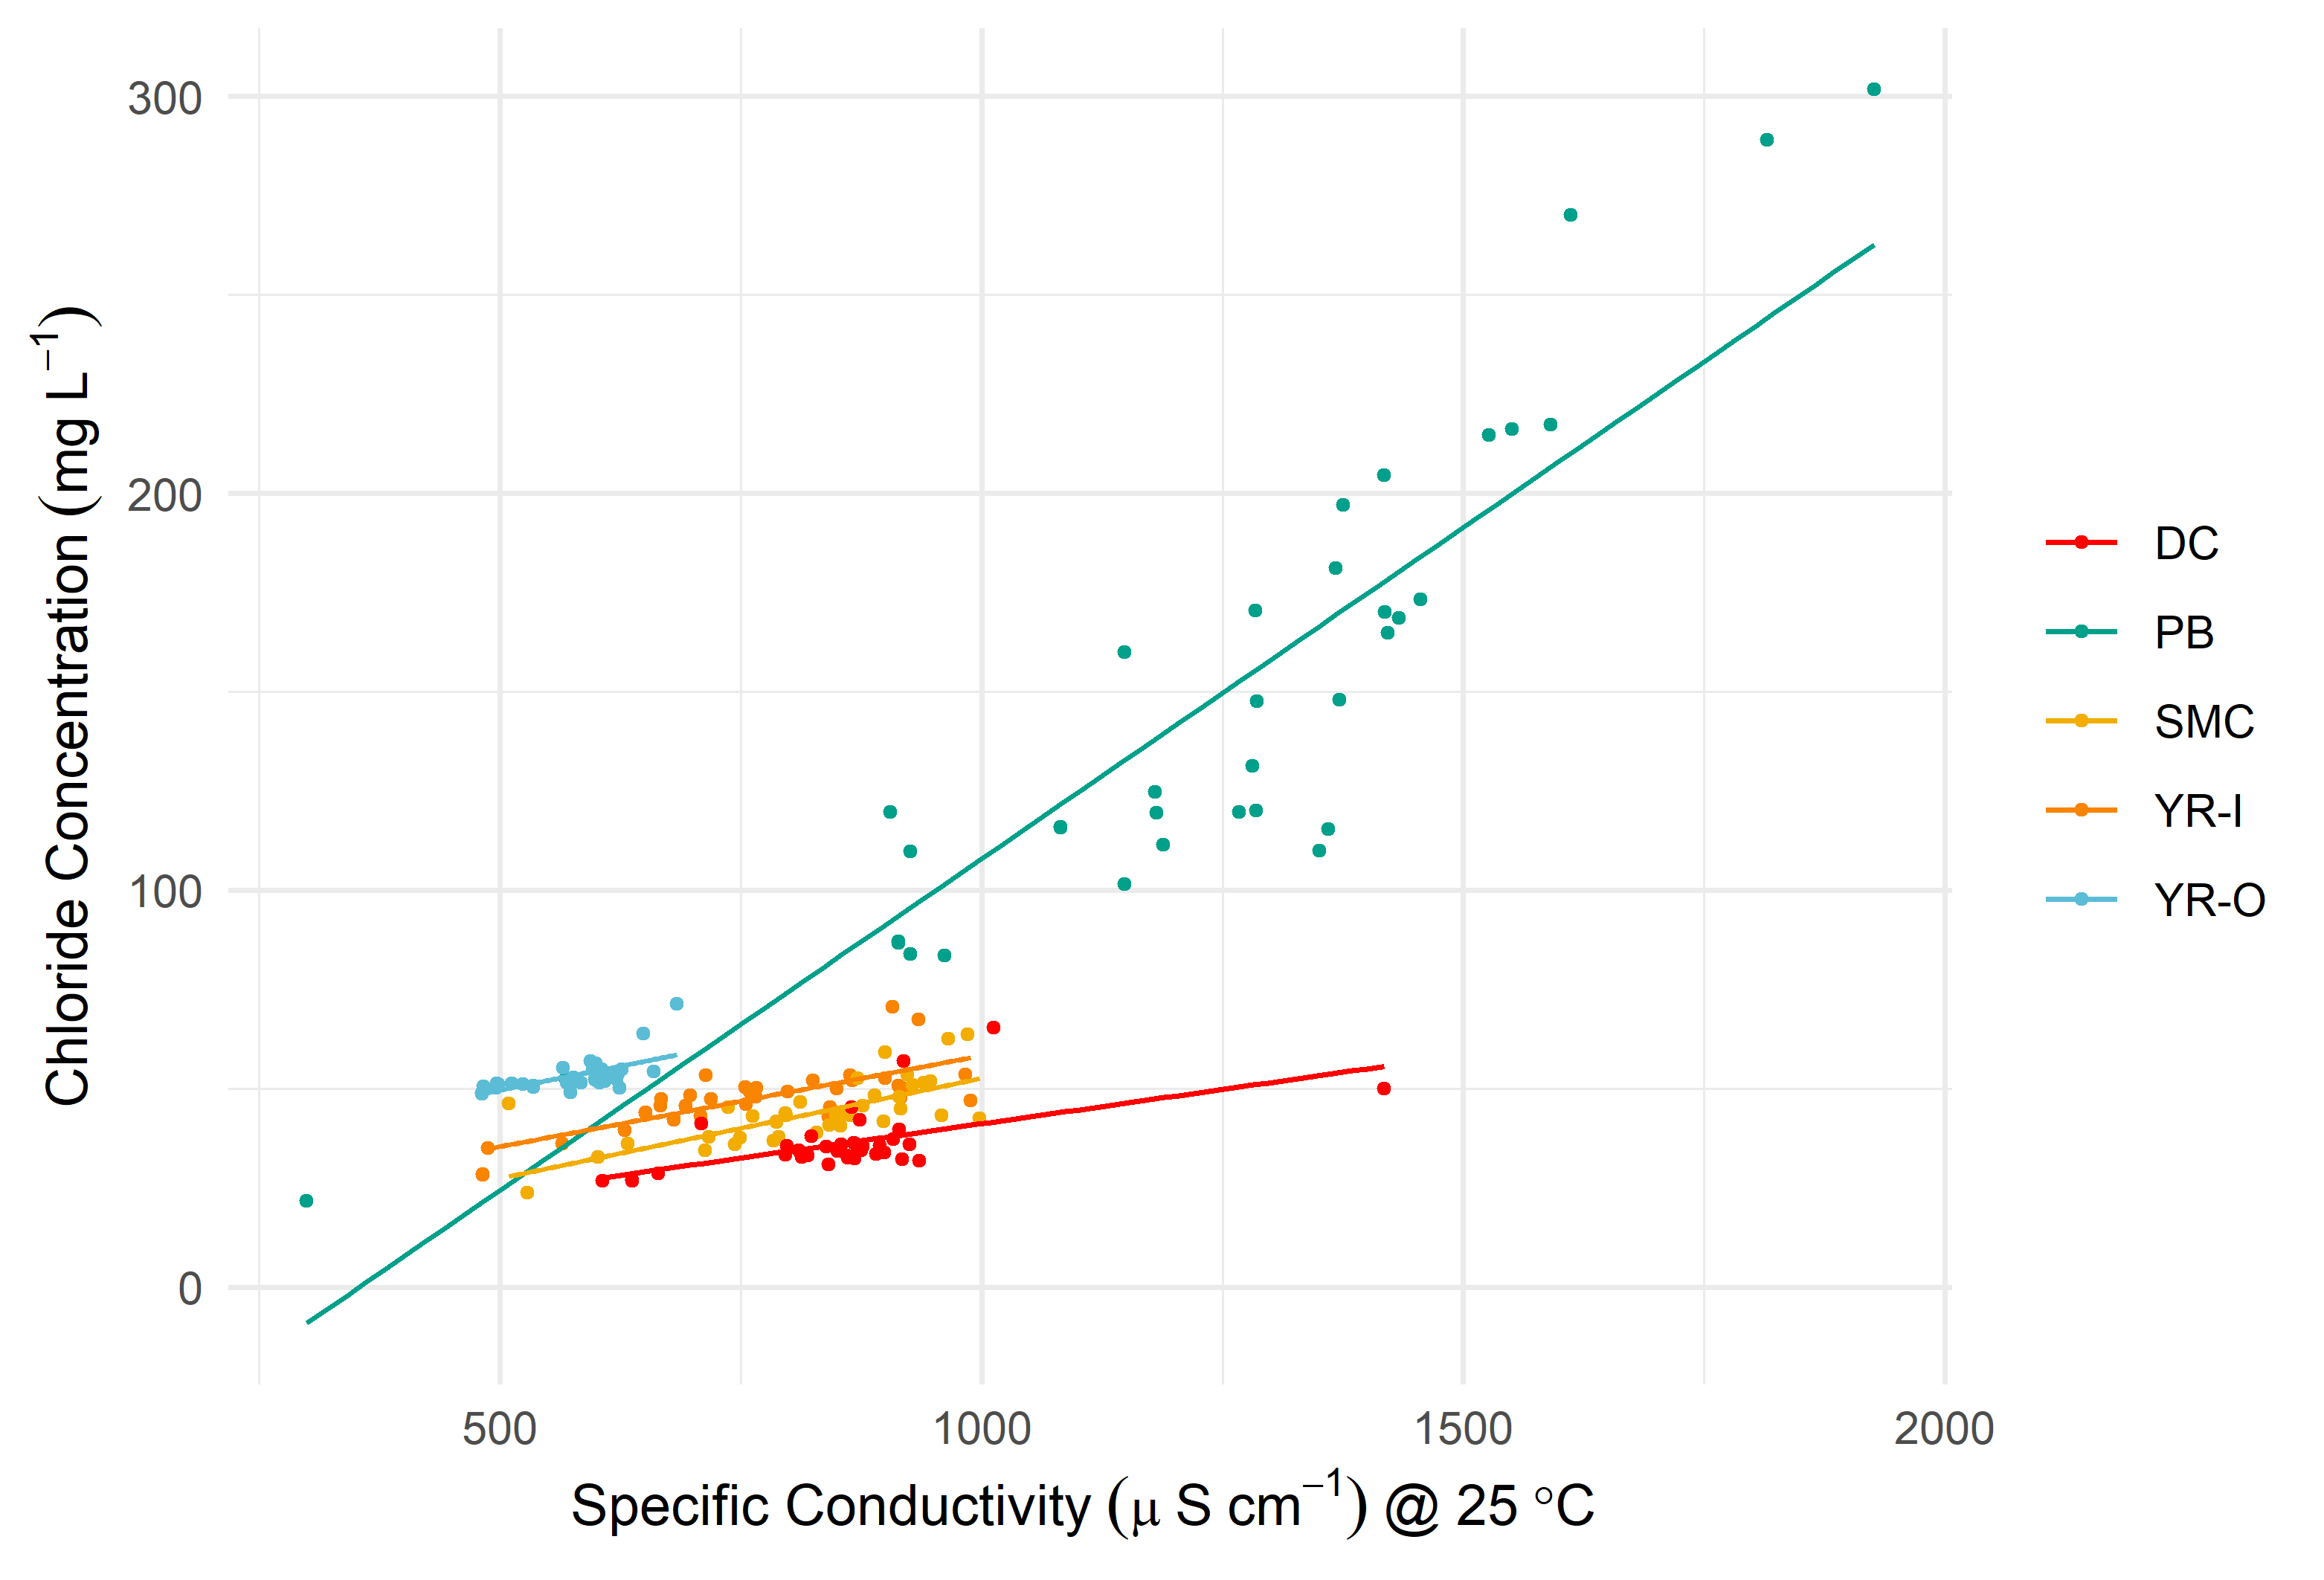 300
200
100
0
Chloride Concentration (mg L⁻¹)
500 1000 1500 2000
Specific Conductivity (μ S cm⁻¹) @ 25 °C
DC
PB
SMC
YR-I
YR-O